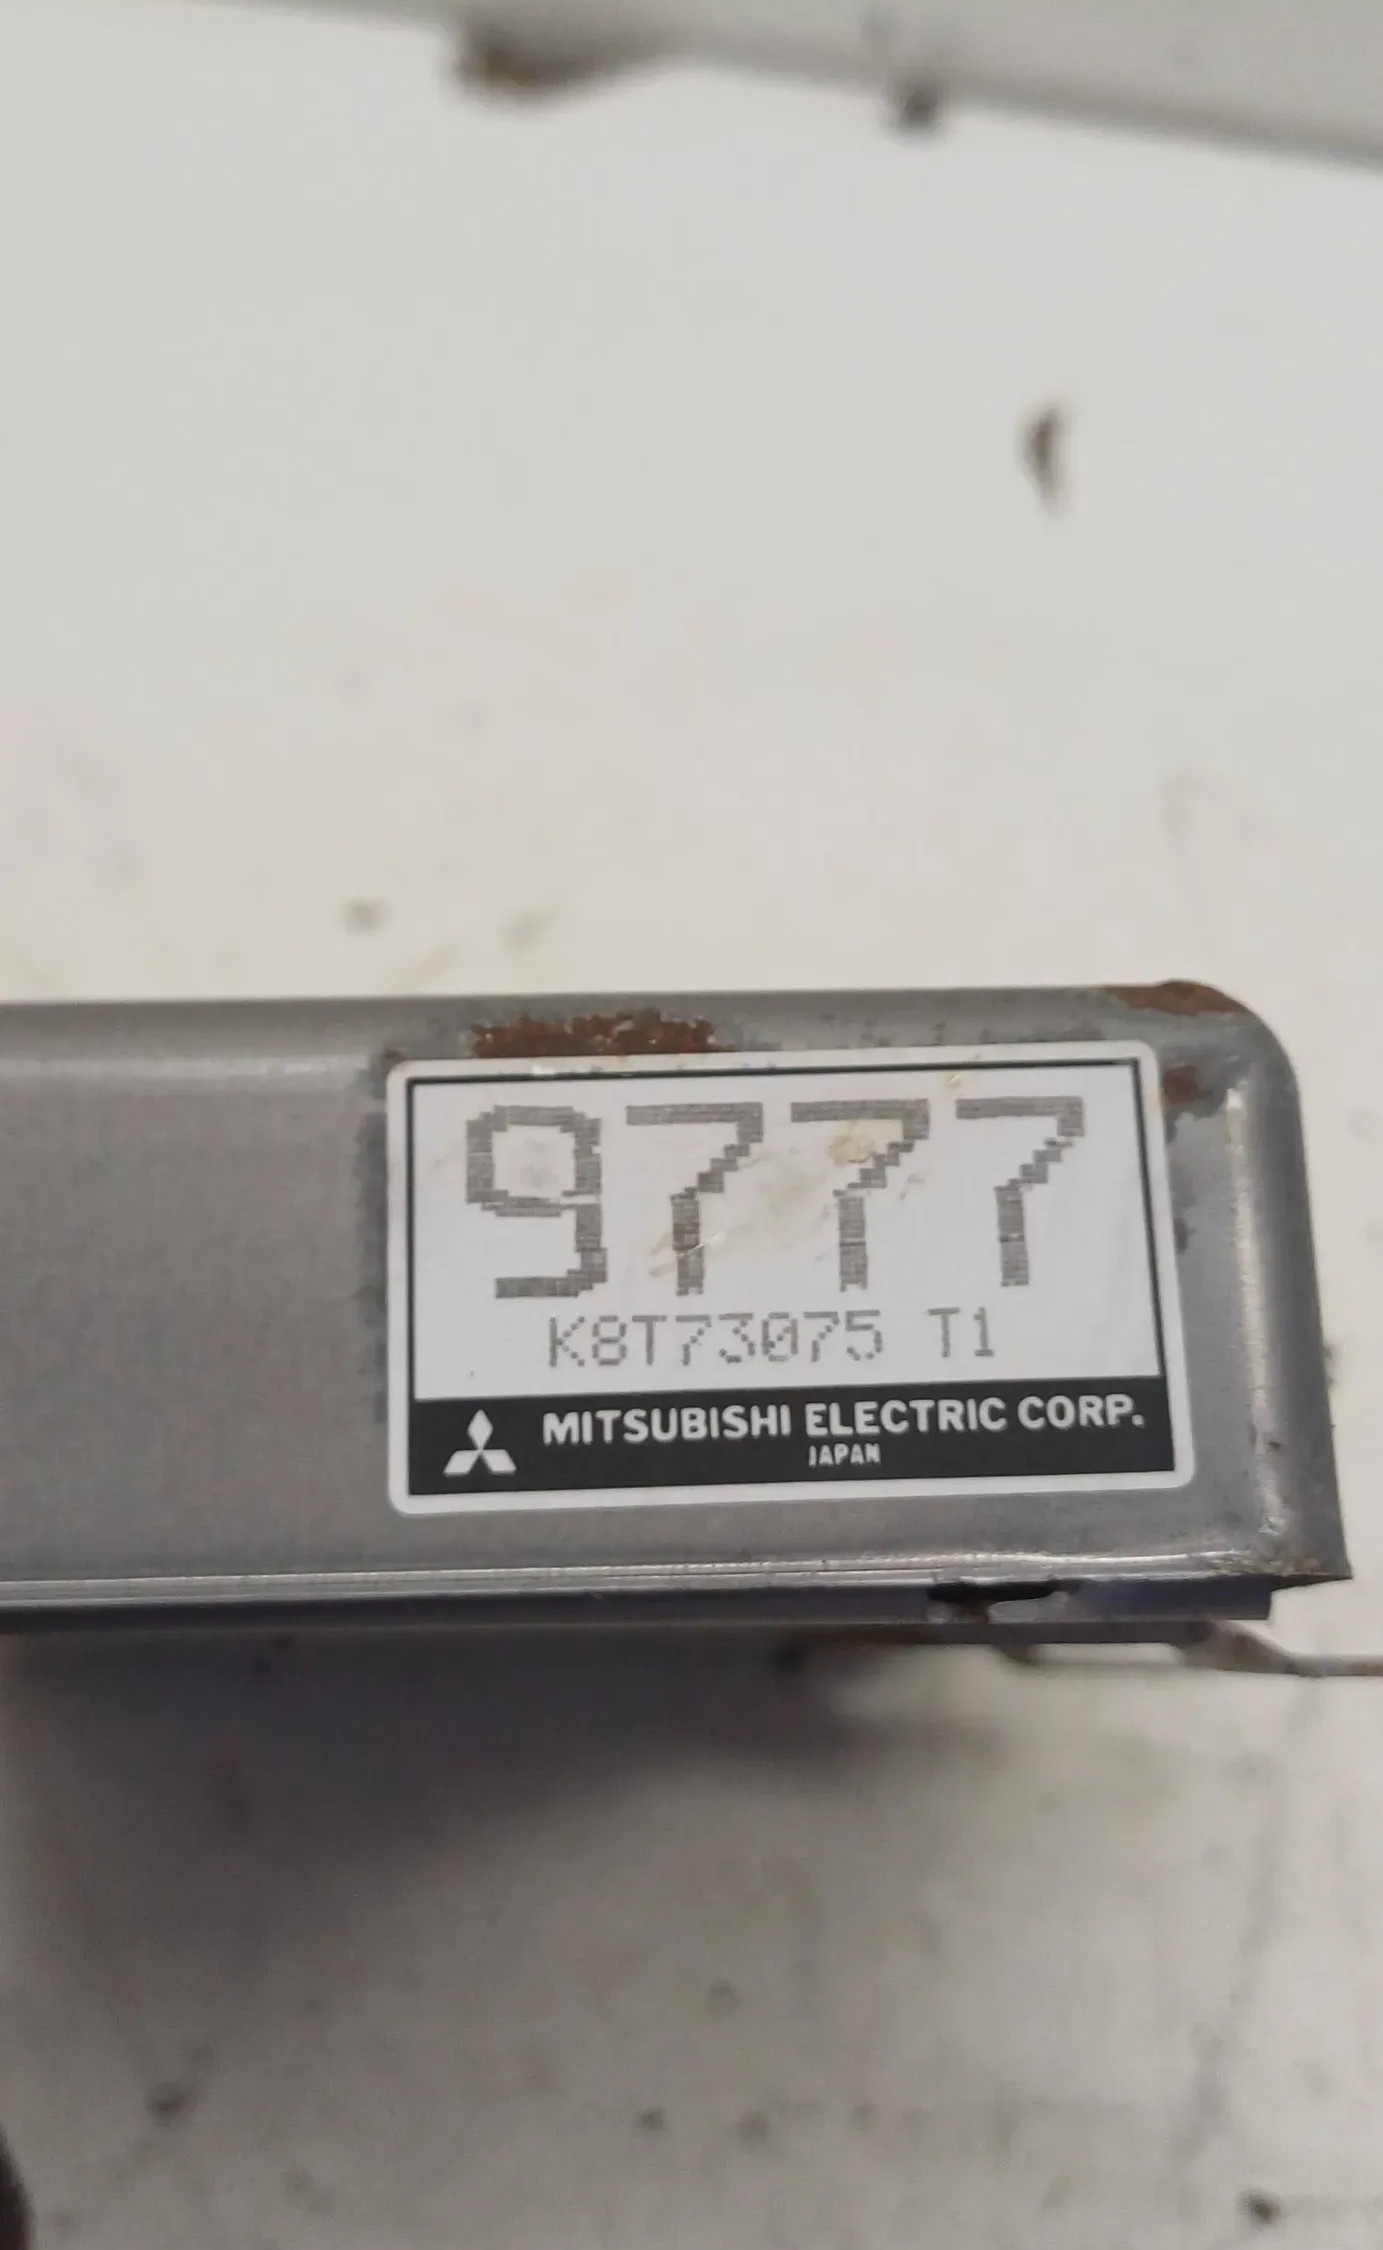 9777
K8T73075 T1
MITSUBISHI ELECTRIC CORP.
JAPAN